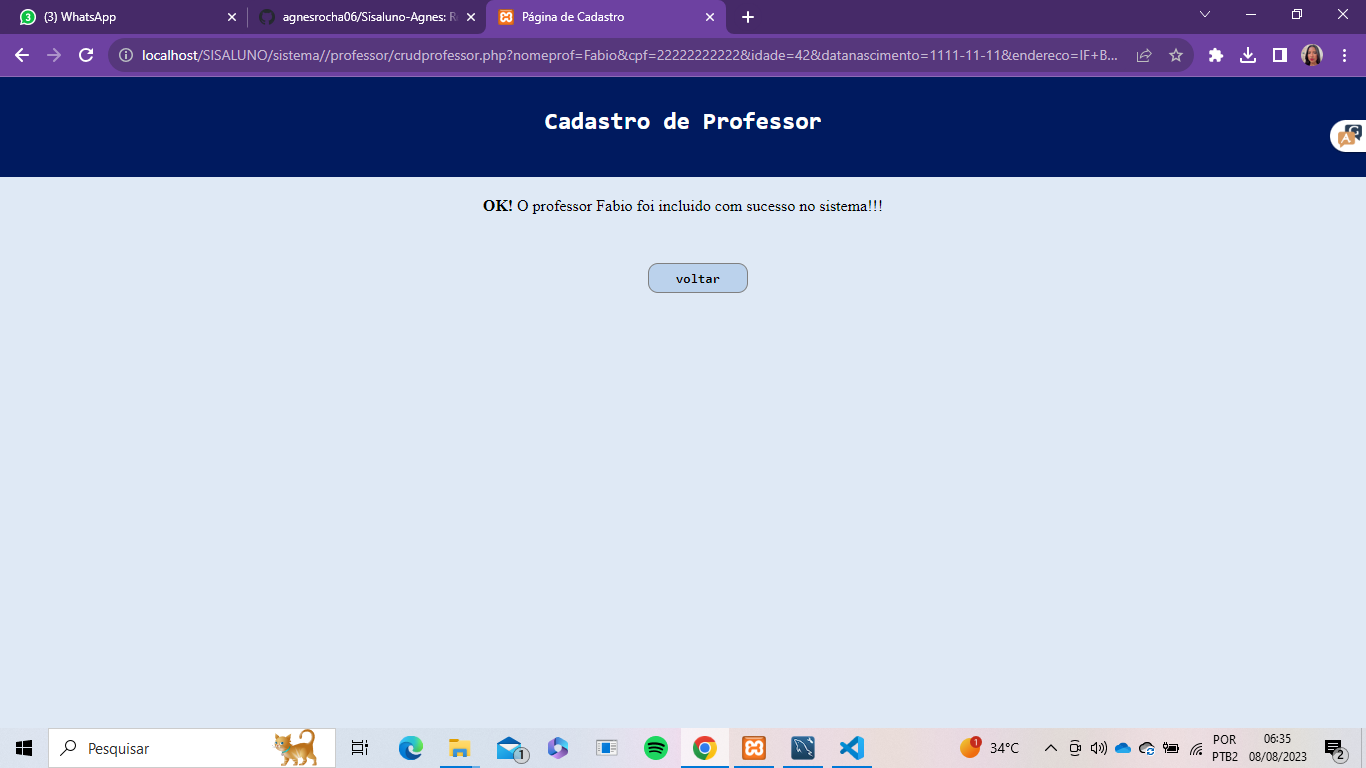 3
(3) WhatsApp
agnesrocha06/Sisaluno-Agnes: R
Página de Cadastro
localhost/SISALUNO/sistema//professor/crudprofessor.php?nomeprof=Fabio&cpf=22222222222&idade=42&datanascimento=1111-11-11&endereco=IF+B...
Cadastro de Professor
OK! O professor Fabio foi incluido com sucesso no sistema!!!
voltar
Pesquisar
1
1
34°C
POR
PTB2
06:35
08/08/2023
2